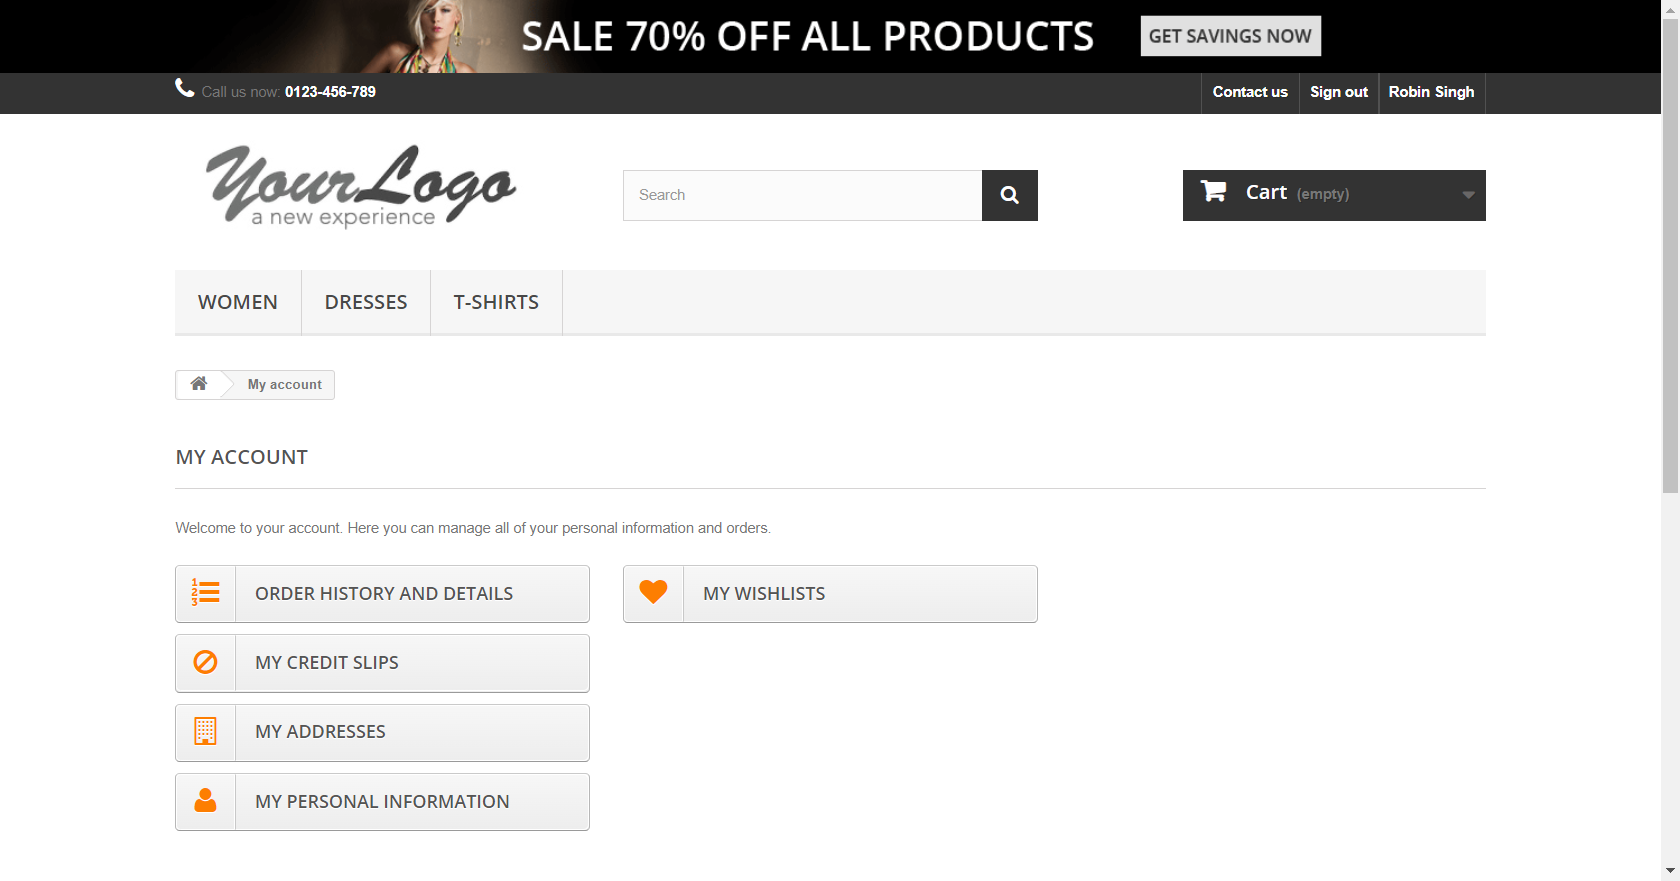 SALE 70% OFF ALL PRODUCTS GET SAVINGS NOW
Call us now: 0123-456-789 Contact us Sign out Robin Singh
Your Logo
a new experience
Search
Cart (empty)
WOMEN DRESSES T-SHIRTS
My account
MY ACCOUNT
Welcome to your account. Here you can manage all of your personal information and orders.
ORDER HISTORY AND DETAILS
MY WISHLISTS
MY CREDIT SLIPS
MY ADDRESSES
MY PERSONAL INFORMATION